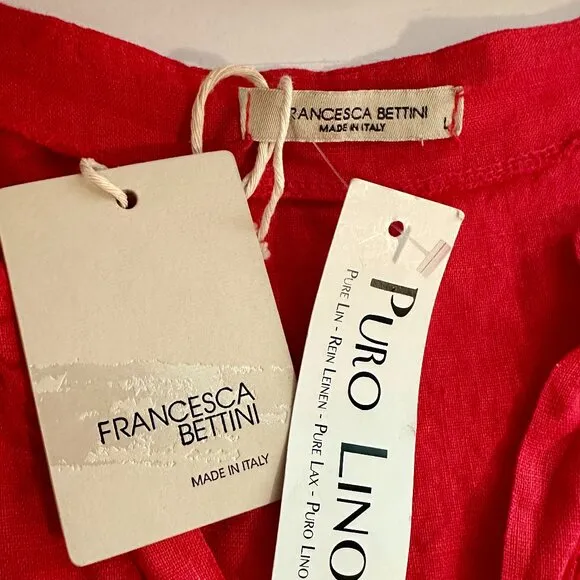 RANCESCA BETTINI
MADE IN ITALY
L
FRANCESCA
BETTINI
MADE IN ITALY
PURO LINO
PURE LIN - REIN LEINEN - PURE LAX - PURO LINO